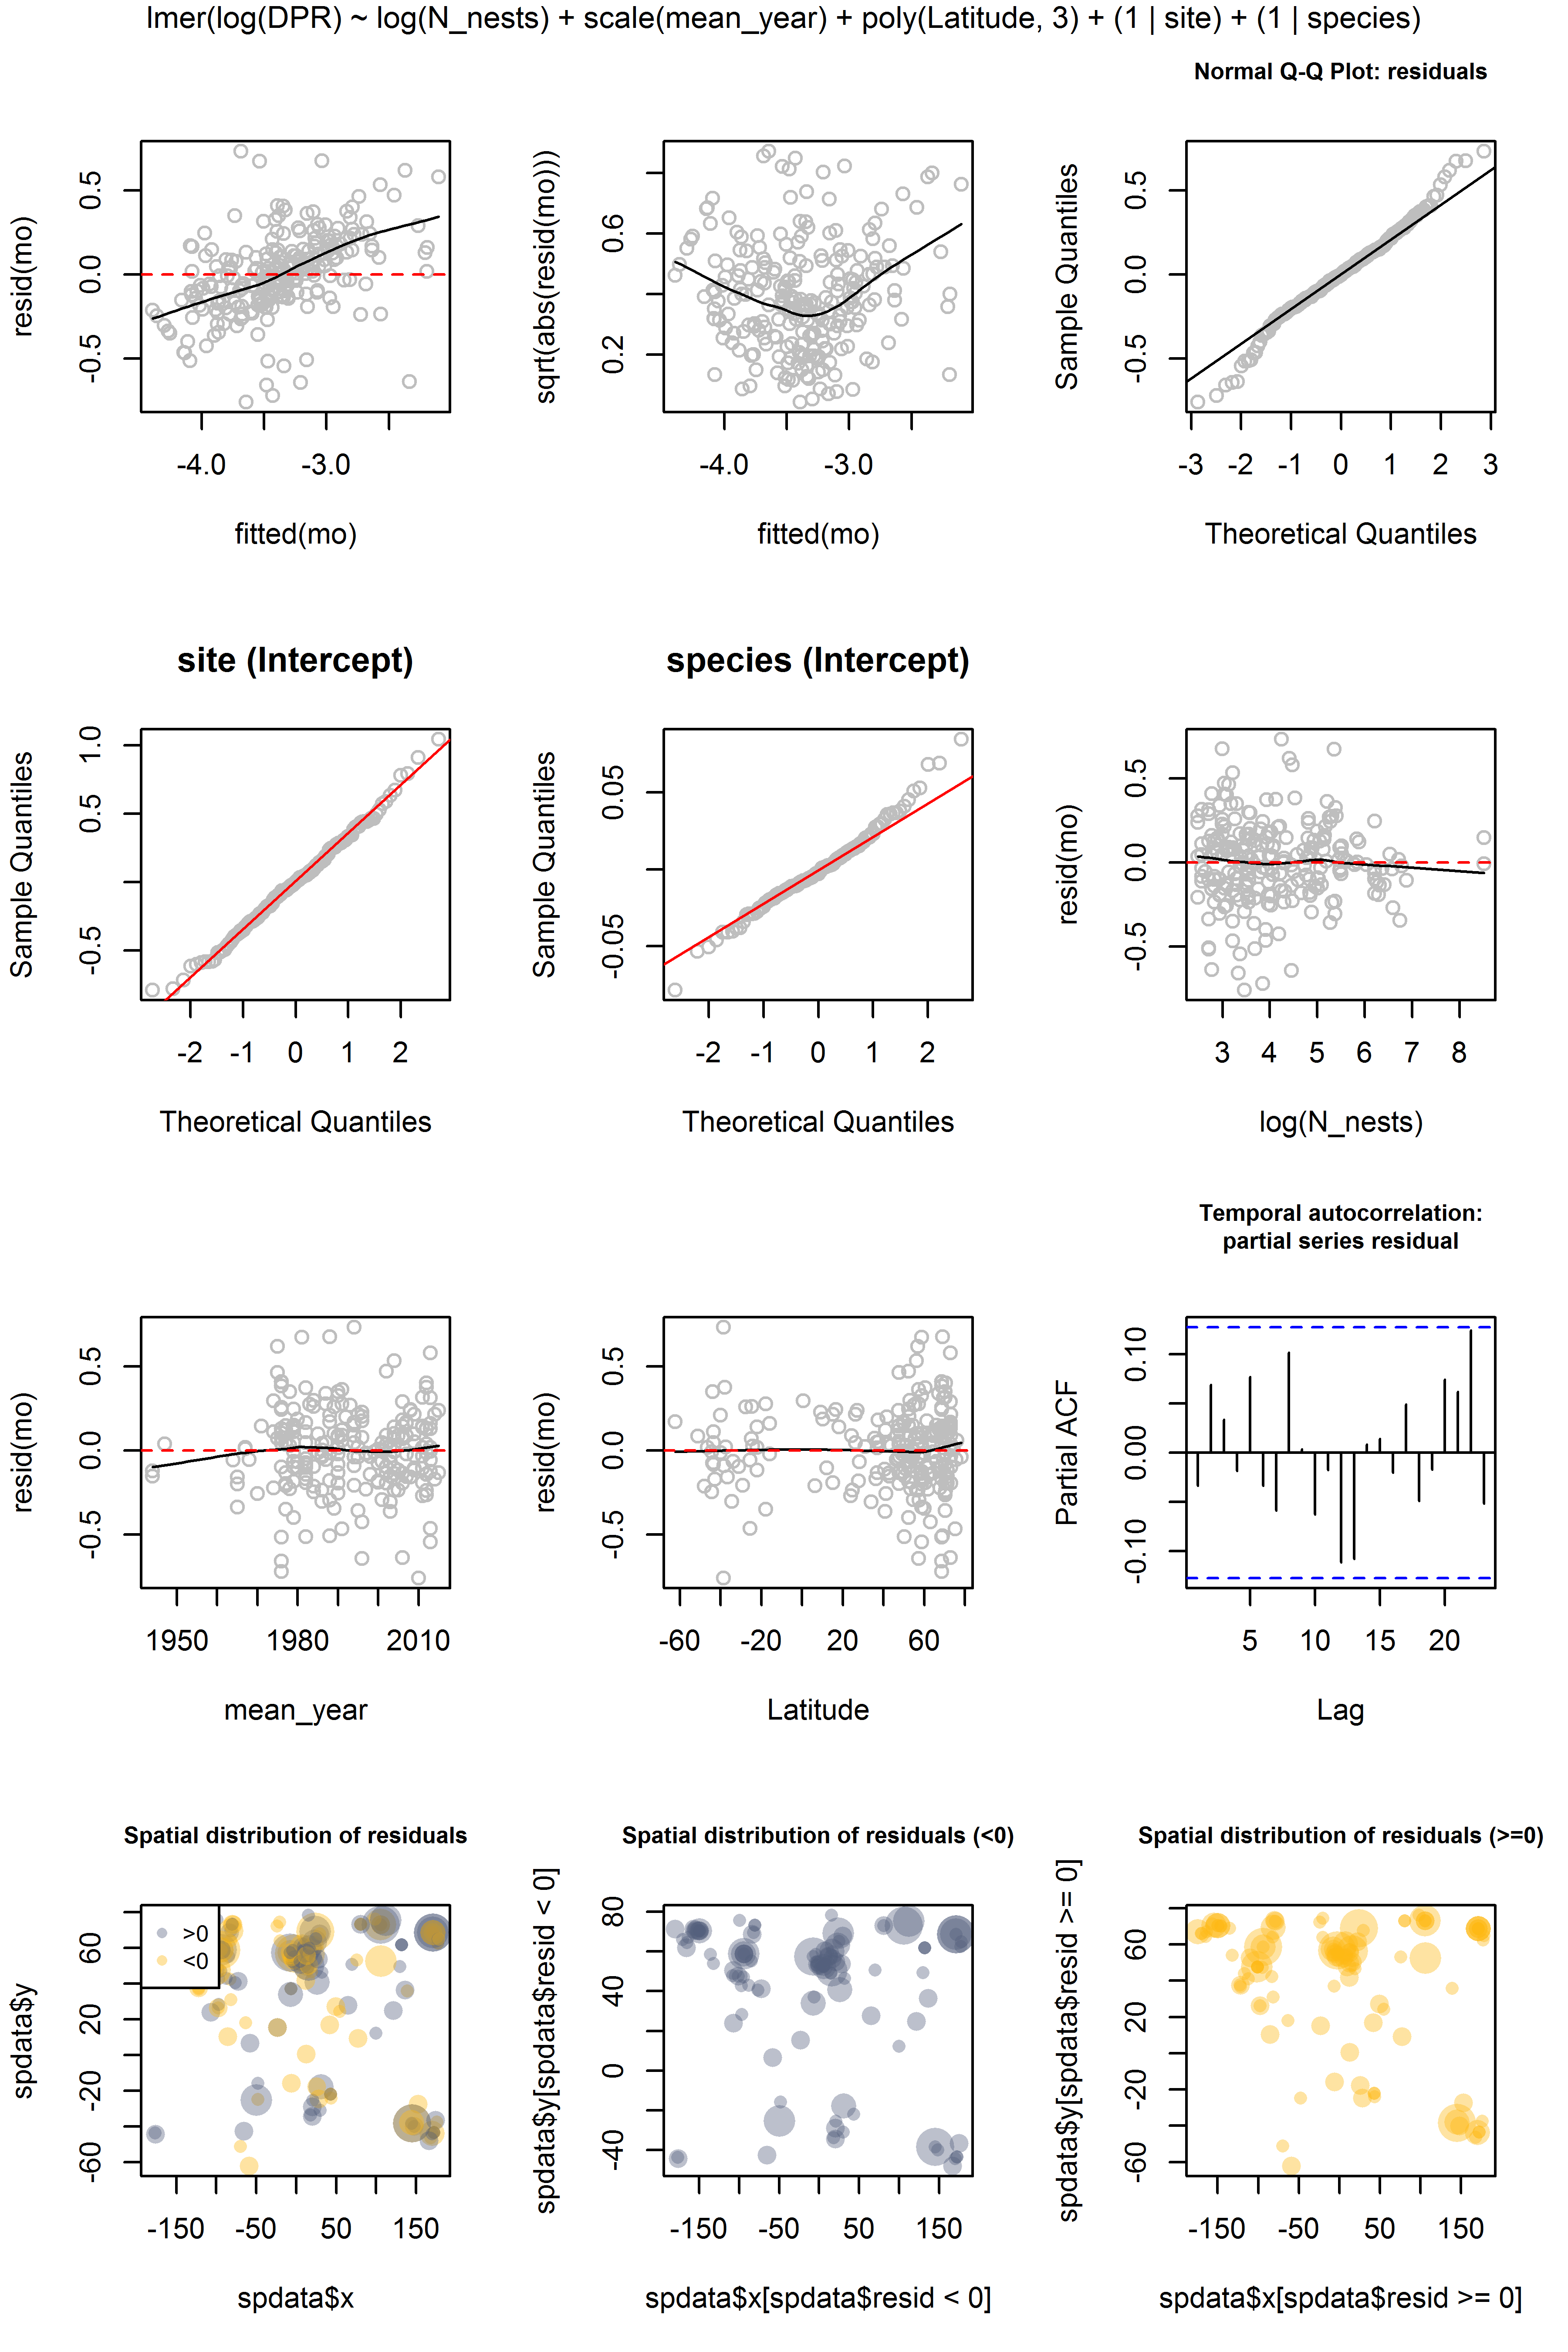 lmer(log(DPR) ~ log(N_nests) + scale(mean_year) + poly(Latitude, 3) + (1 | site) + (1 | species)
resid(mo)
0.5
0.0
-0.5
-4.0
-3.0
fitted(mo)
sqrt(abs(resid(mo)))
0.6
0.2
-4.0
-3.0
fitted(mo)
Normal Q-Q Plot: residuals
Sample Quantiles
0.5
0.0
-0.5
-3 -2 -1 0 1 2 3
Theoretical Quantiles
site (Intercept)
Sample Quantiles
1.0
0.5
-0.5
-2 -1 0 1 2
Theoretical Quantiles
species (Intercept)
Sample Quantiles
0.05
-0.05
-2 -1 0 1 2
Theoretical Quantiles
resid(mo)
0.5
0.0
-0.5
3 4 5 6 7 8
log(N_nests)
resid(mo)
0.5
0.0
-0.5
1950 1980 2010
mean_year
resid(mo)
0.5
0.0
-0.5
-60 -20 20 60
Latitude
Temporal autocorrelation:
partial series residual
Partial ACF
0.10
0.00
-0.10
5 10 15 20
Lag
Spatial distribution of residuals
>0
<0
spdata$y
60
20
-20
-60
-150 -50 50 150
spdata$x
Spatial distribution of residuals (<0)
spdata$y[spdata$resid < 0]
80
40
0
-40
-150 -50 50 150
spdata$x[spdata$resid < 0]
Spatial distribution of residuals (>=0)
spdata$y[spdata$resid >= 0]
60
20
-20
-60
-150 -50 50 150
spdata$x[spdata$resid >= 0]